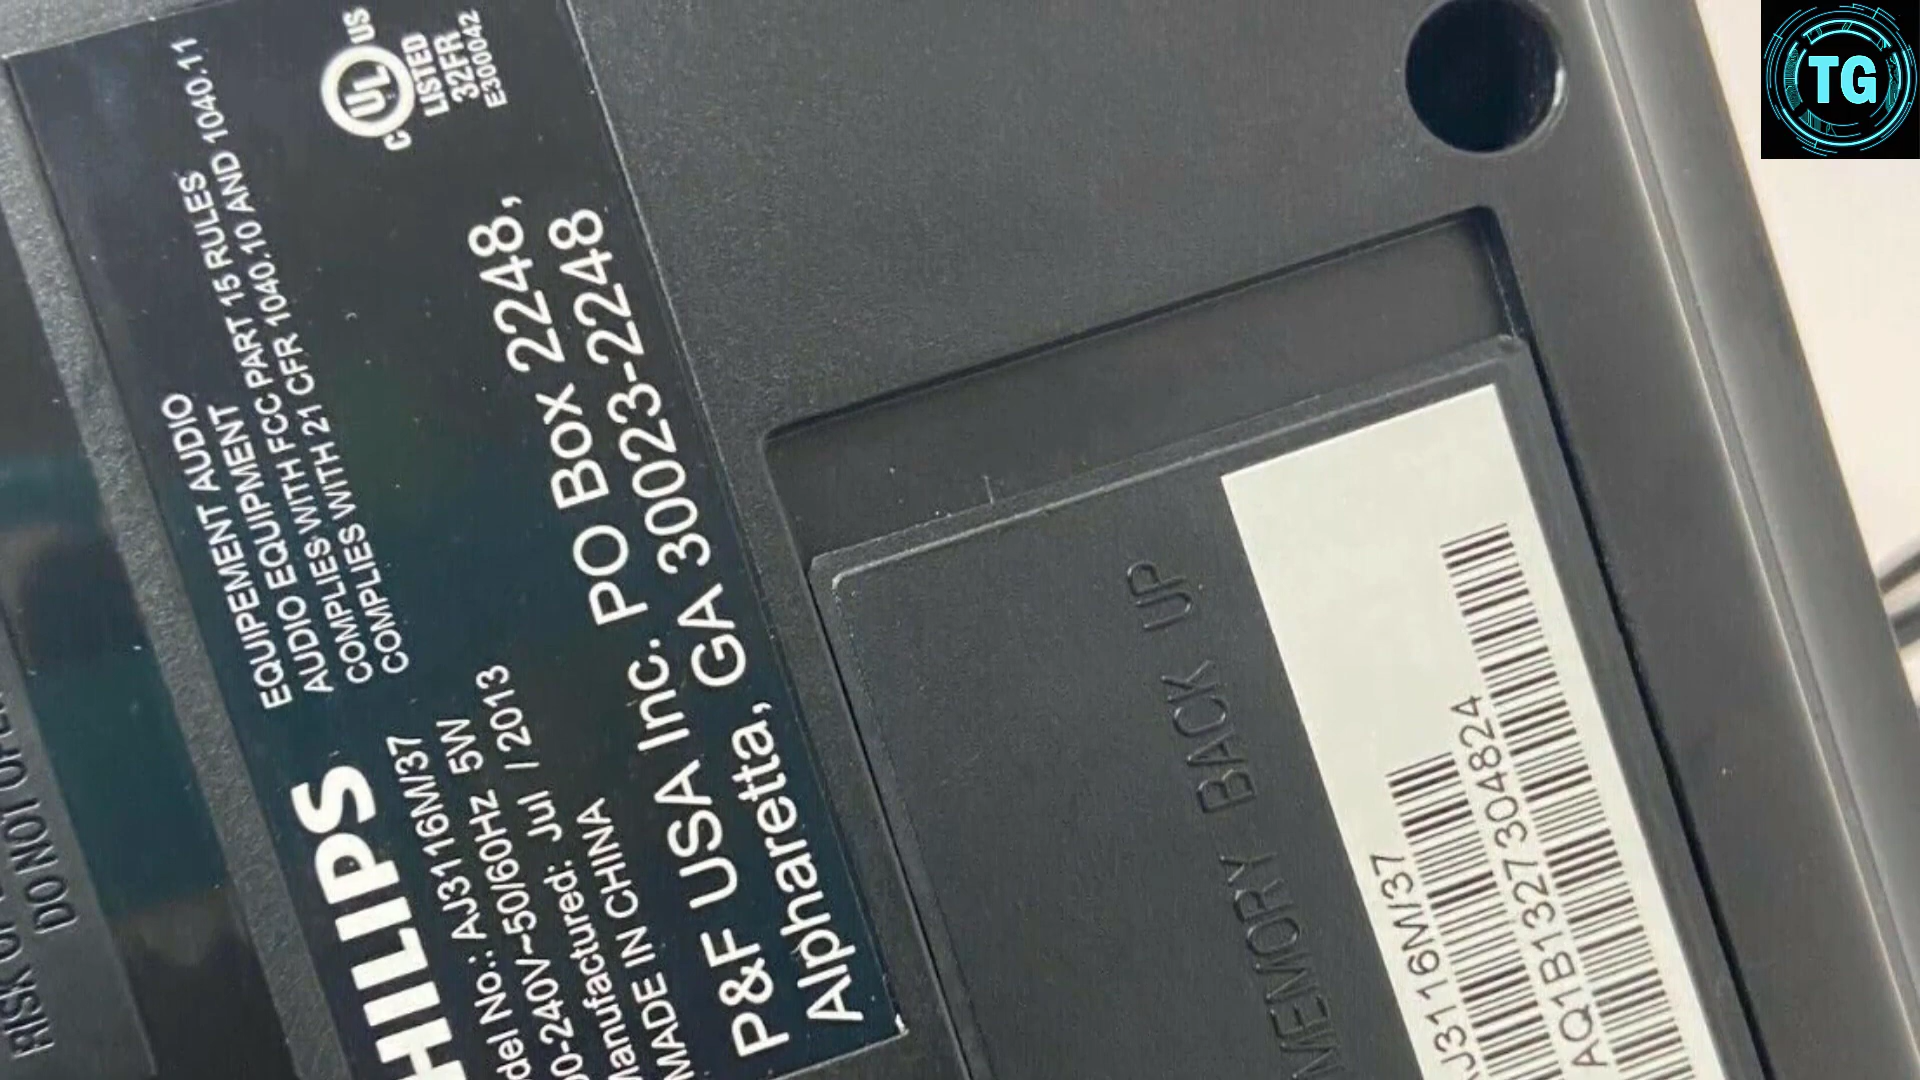 TG
RISK OF
DO NOT OPEN
EQUIPEMENT AUDIO
AUDIO EQUIPMENT
AUDIO EQUIPMENT
COMPLIES WITH FCC PART 15 RULES
COMPLIES WITH 21 CFR 1040.10 AND 1040.11
C UL US
LISTED
32FR
E300042
PHILIPS
Model No.: AJ3116M/37
100-240V~50/60Hz 5W
Manufactured: Jul / 2013
MADE IN CHINA
P&F USA Inc. PO Box 2248,
Alpharetta, GA 30023-2248
MEMORY BACK UP
AJ3116M/37
AQ1B1327304824